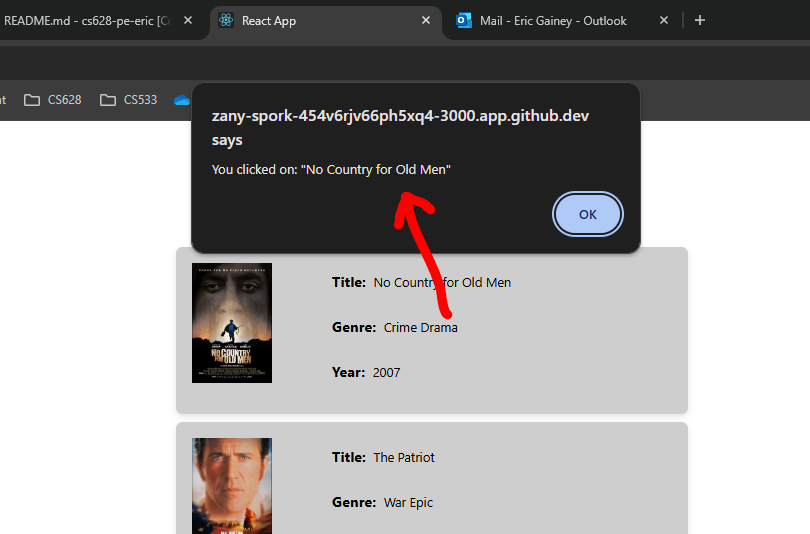 README.md - cs628-pe-eric [Co
React App
Mail - Eric Gainey - Outlook
nt
CS628
CS533
zany-spork-454v6rjv66ph5xq4-3000.app.github.dev
says
You clicked on: "No Country for Old Men"
OK
NO COUNTRY
FOR OLD MEN
Title: No Country for Old Men
Genre: Crime Drama
Year: 2007
Title: The Patriot
Genre: War Epic